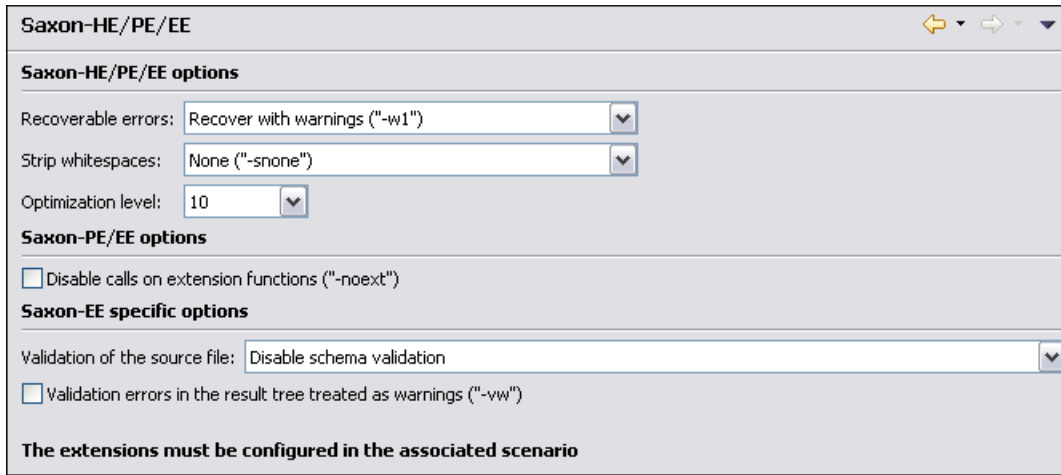 Saxon-HE/PE/EE
Saxon-HE/PE/EE options
Recoverable errors: Recover with warnings ("-w1")
Strip whitespaces: None ("-snone")
Optimization level: 10
Saxon-PE/EE options
Disable calls on extension functions ("-noext")
Saxon-EE specific options
Validation of the source file: Disable schema validation
Validation errors in the result tree treated as warnings ("-vw")
The extensions must be configured in the associated scenario